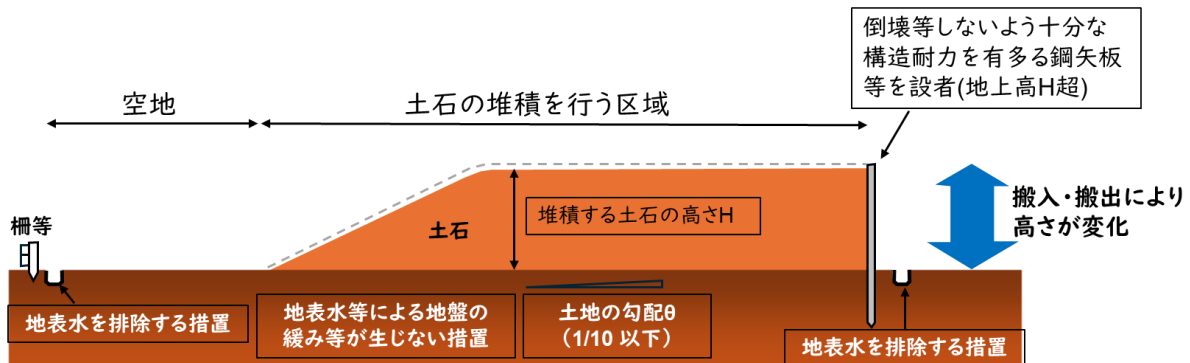 倒壊等しないよう十分な
構造耐力を有多る鋼矢板
等を設者(地上高H超)
空地
土石の堆積を行う区域
柵等
土石
堆積する土石の高さH
搬入・搬出により
高さが変化
地表水を排除する措置
地表水等による地盤の
緩み等が生じない措置
土地の勾配θ
(1/10 以下)
地表水を排除する措置